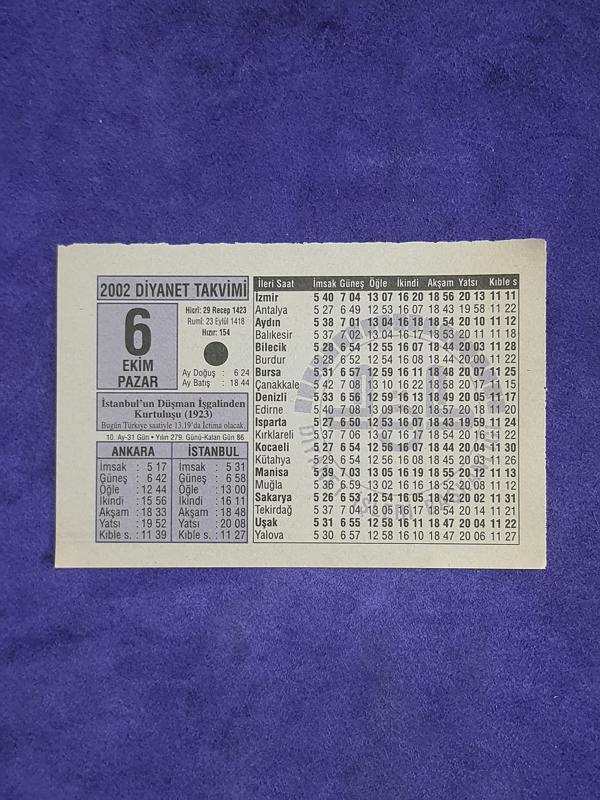 2002 DİYANET TAKVİMİ
6
EKİM
PAZAR
Hicrî: 29 Recep 1423
Rumî: 23 Eylül 1418
Hızır: 154
Ay Doğuş : 6 24
Ay Batış : 18 44
İstanbul'un Düşman İşgalinden
Kurtuluşu (1923)
Bugün Türkiye saatiyle 13.19'da İctima olacak.
10. Ay-31 Gün • Yılın 279. Günü-Kalan Gün 86
ANKARA
İmsak : 5 17
Güneş : 6 42
Öğle : 12 44
İkindi : 15 56
Akşam : 18 33
Yatsı : 19 52
Kıble s. : 11 39
İSTANBUL
İmsak : 5 31
Güneş : 6 58
Öğle : 13 00
İkindi : 16 11
Akşam : 18 48
Yatsı : 20 08
Kıble s. : 11 27
İleri Saat İmsak Güneş Öğle İkindi Akşam Yatsı Kıble s
İzmir 5 40 7 04 13 07 16 20 18 56 20 13 11 11
Antalya 5 27 6 49 12 53 16 07 18 43 19 58 11 22
Aydın 5 38 7 01 13 04 16 18 18 54 20 10 11 12
Balıkesir 5 37 7 02 13 04 16 17 18 53 20 11 11 18
Bilecik 5 28 6 54 12 55 16 07 18 44 20 03 11 28
Burdur 5 28 6 52 12 54 16 08 18 44 20 00 11 22
Bursa 5 31 6 57 12 59 16 11 18 48 20 07 11 25
Çanakkale 5 42 7 08 13 10 16 22 18 58 20 17 11 15
Denizli 5 33 6 56 12 59 16 13 18 49 20 05 11 17
Edirne 5 40 7 08 13 09 16 20 18 57 20 18 11 20
Isparta 5 27 6 50 12 53 16 07 18 43 19 59 11 24
Kırklareli 5 37 7 06 13 07 16 17 18 54 20 16 11 22
Kocaeli 5 27 6 54 12 56 16 07 18 44 20 04 11 30
Kütahya 5 29 6 54 12 56 16 08 18 45 20 03 11 26
Manisa 5 39 7 03 13 05 16 19 18 55 20 12 11 13
Muğla 5 36 6 59 13 02 16 16 18 52 20 08 11 12
Sakarya 5 26 6 53 12 54 16 05 18 42 20 02 11 31
Tekirdağ 5 37 7 04 13 05 16 17 18 54 20 14 11 21
Uşak 5 31 6 55 12 58 16 11 18 47 20 04 11 22
Yalova 5 30 6 57 12 58 16 10 18 47 20 06 11 27